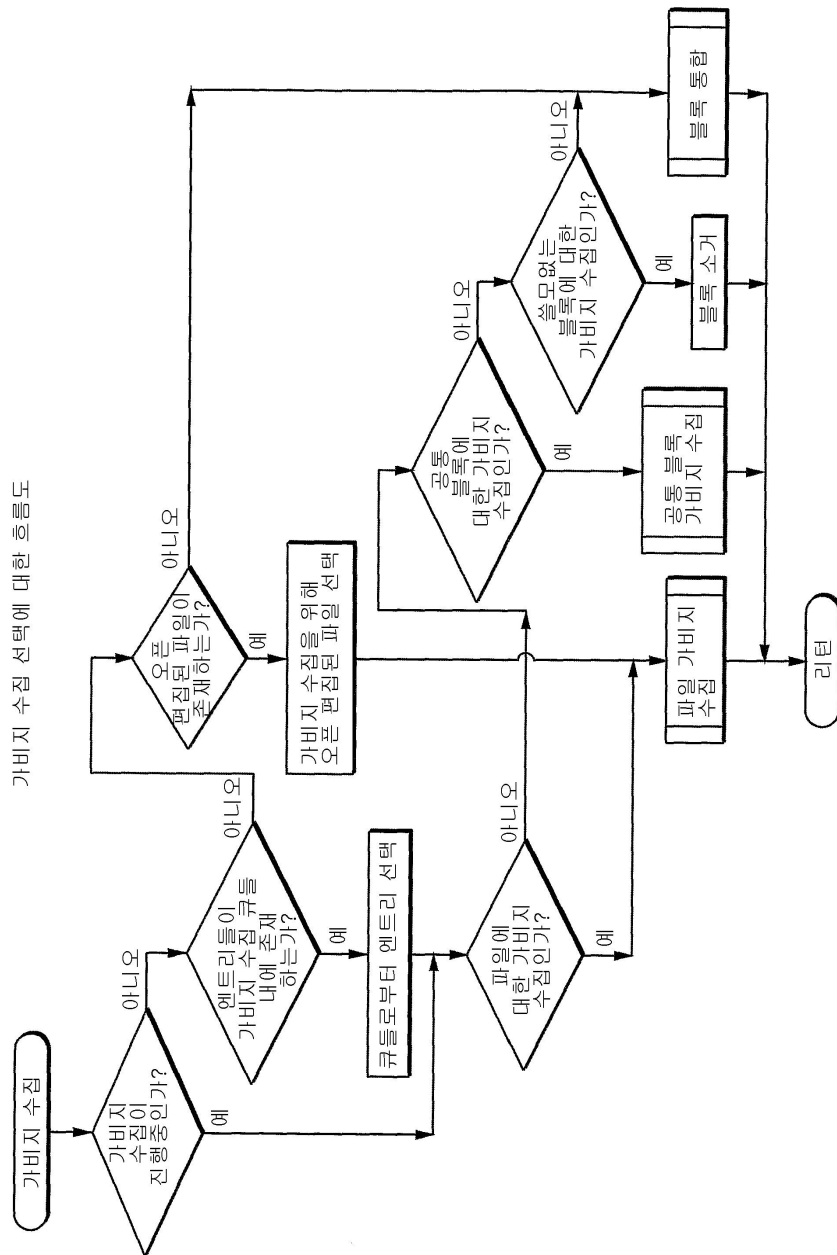 가비지 수집 선택에 대한 흐름도
가비지 수집
가비지
수집이
진행중인가?
아니오
예
엔트리들이
가비지 수집 큐들
내에 존재
하는가?
아니오
예
큐들로부터 엔트리 선택
오픈
편집된 파일이
존재하는가?
아니오
예
가비지 수집을 위해
오픈 편집된 파일 선택
파일에
대한 가비지
수집인가?
아니오
예
공통
블록에
대한 가비지
수집인가?
아니오
예
쓸모없는
블록에 대한
가비지 수집인가?
아니오
예
파일 가비지
수집
공통 블록
가비지 수집
블록 소거
블록 통합
리턴